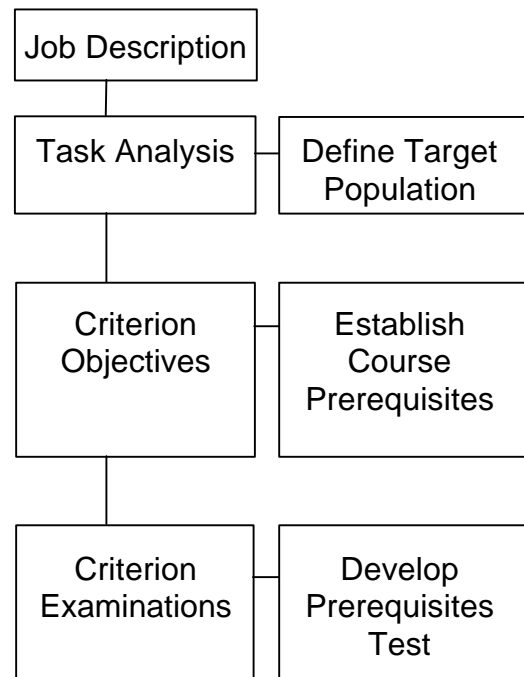 Job Description
Task Analysis
Define Target
Population
Criterion
Objectives
Establish
Course
Prerequisites
Criterion
Examinations
Develop
Prerequisites
Test